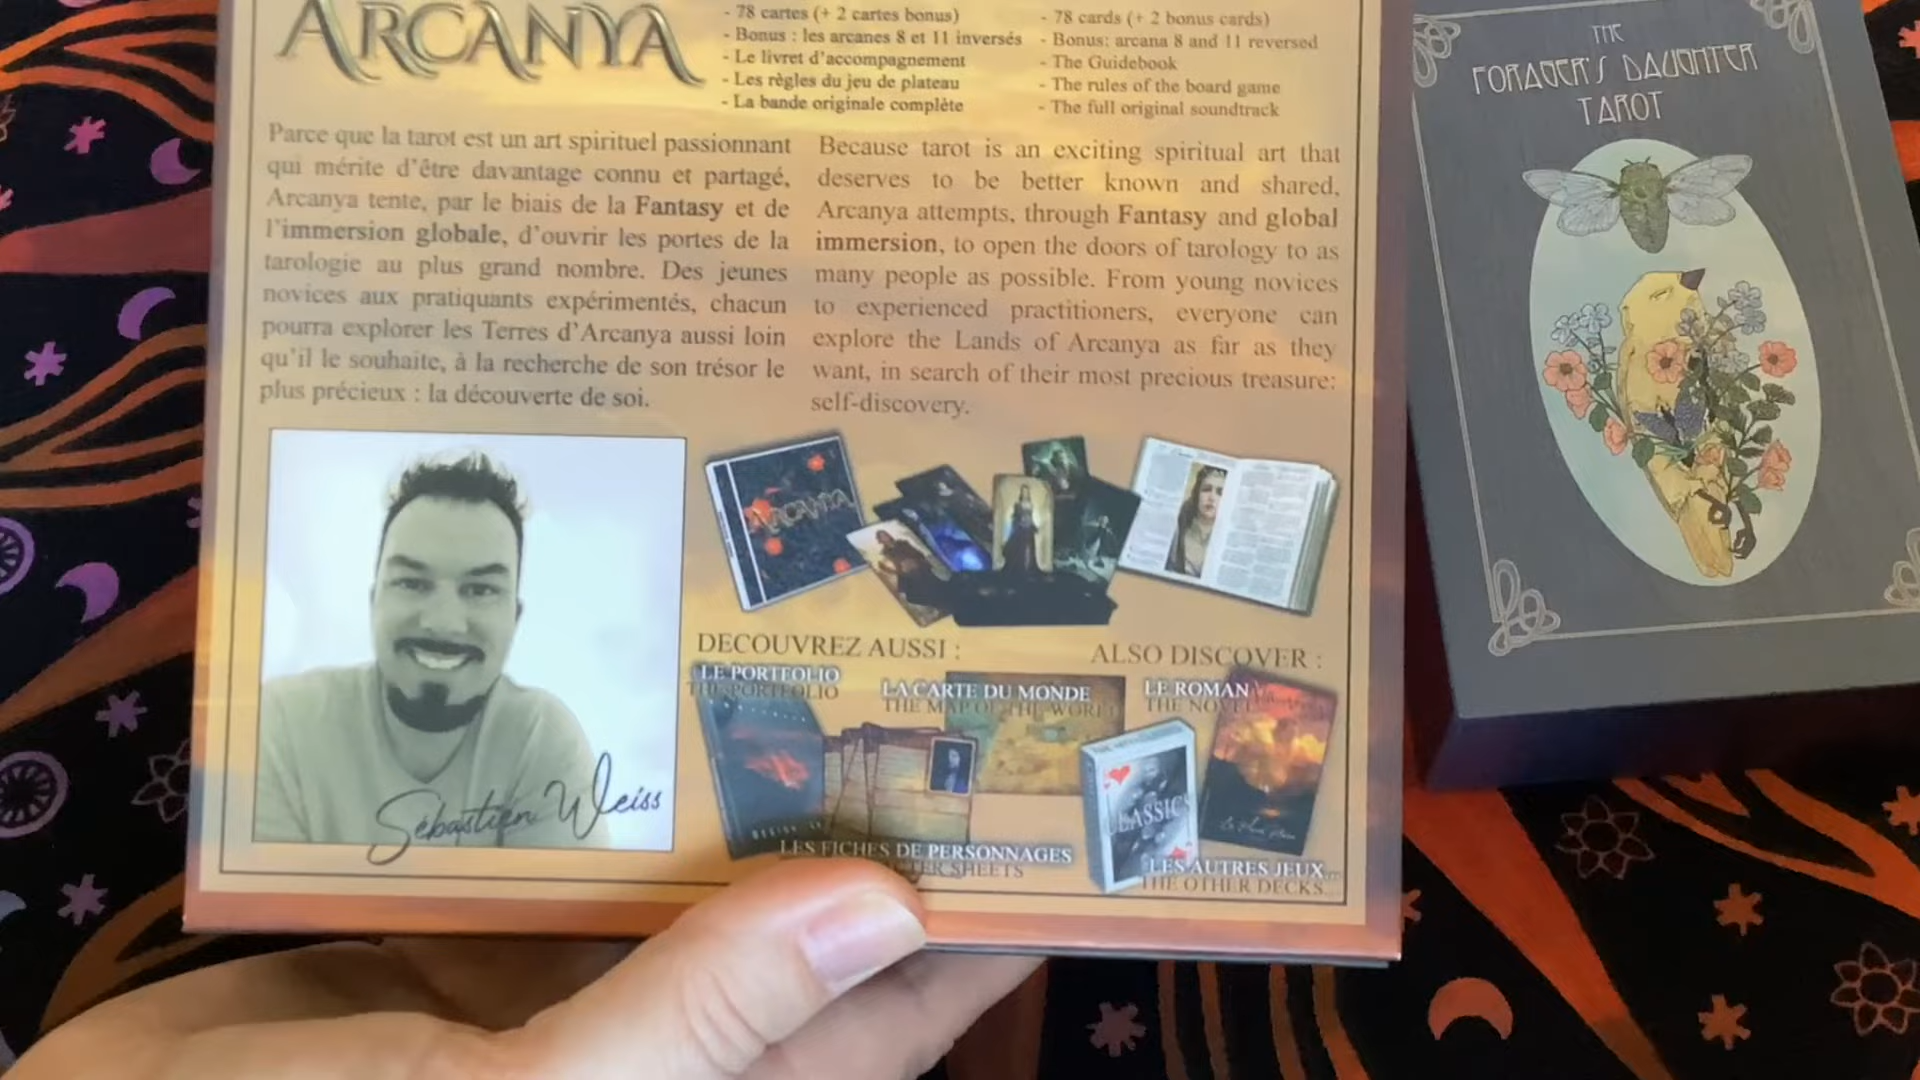 ARCANYA
- 78 cartes (+ 2 cartes bonus)
- Bonus : les arcanes 8 et 11 inversés
- Le livret d'accompagnement
- Les règles du jeu de plateau
- La bande originale complète
- 78 cards (+ 2 bonus cards)
- Bonus: arcana 8 and 11 reversed
- The Guidebook
- The rules of the board game
- The full original soundtrack
Parce que la tarot est un art spirituel passionnant
qui mérite d'être davantage connu et partagé,
Arcanya tente, par le biais de la Fantasy et de
l'immersion globale, d'ouvrir les portes de la
tarologie au plus grand nombre. Des jeunes
novices aux pratiquants expérimentés, chacun
pourra explorer les Terres d'Arcanya aussi loin
qu'il le souhaite, à la recherche de son trésor le
plus précieux : la découverte de soi.
Because tarot is an exciting spiritual art that
deserves to be better known and shared,
Arcanya attempts, through Fantasy and global
immersion, to open the doors of tarology to as
many people as possible. From young novices
to experienced practitioners, everyone can
explore the Lands of Arcanya as far as they
want, in search of their most precious treasure:
self-discovery.
Sébastien Weiss
ARCANYA
DECOUVREZ AUSSI :
ALSO DISCOVER :
LE PORTFOLIO
THE PORTFOLIO
LA CARTE DU MONDE
THE MAP OF THE WORLD
LE ROMAN
THE NOVEL
CLASSICS
LES FICHES DE PERSONNAGES
SHEETS
LES AUTRES JEUX...
THE OTHER DECKS...
THE
FORAGER'S DAUGHTER
TAROT